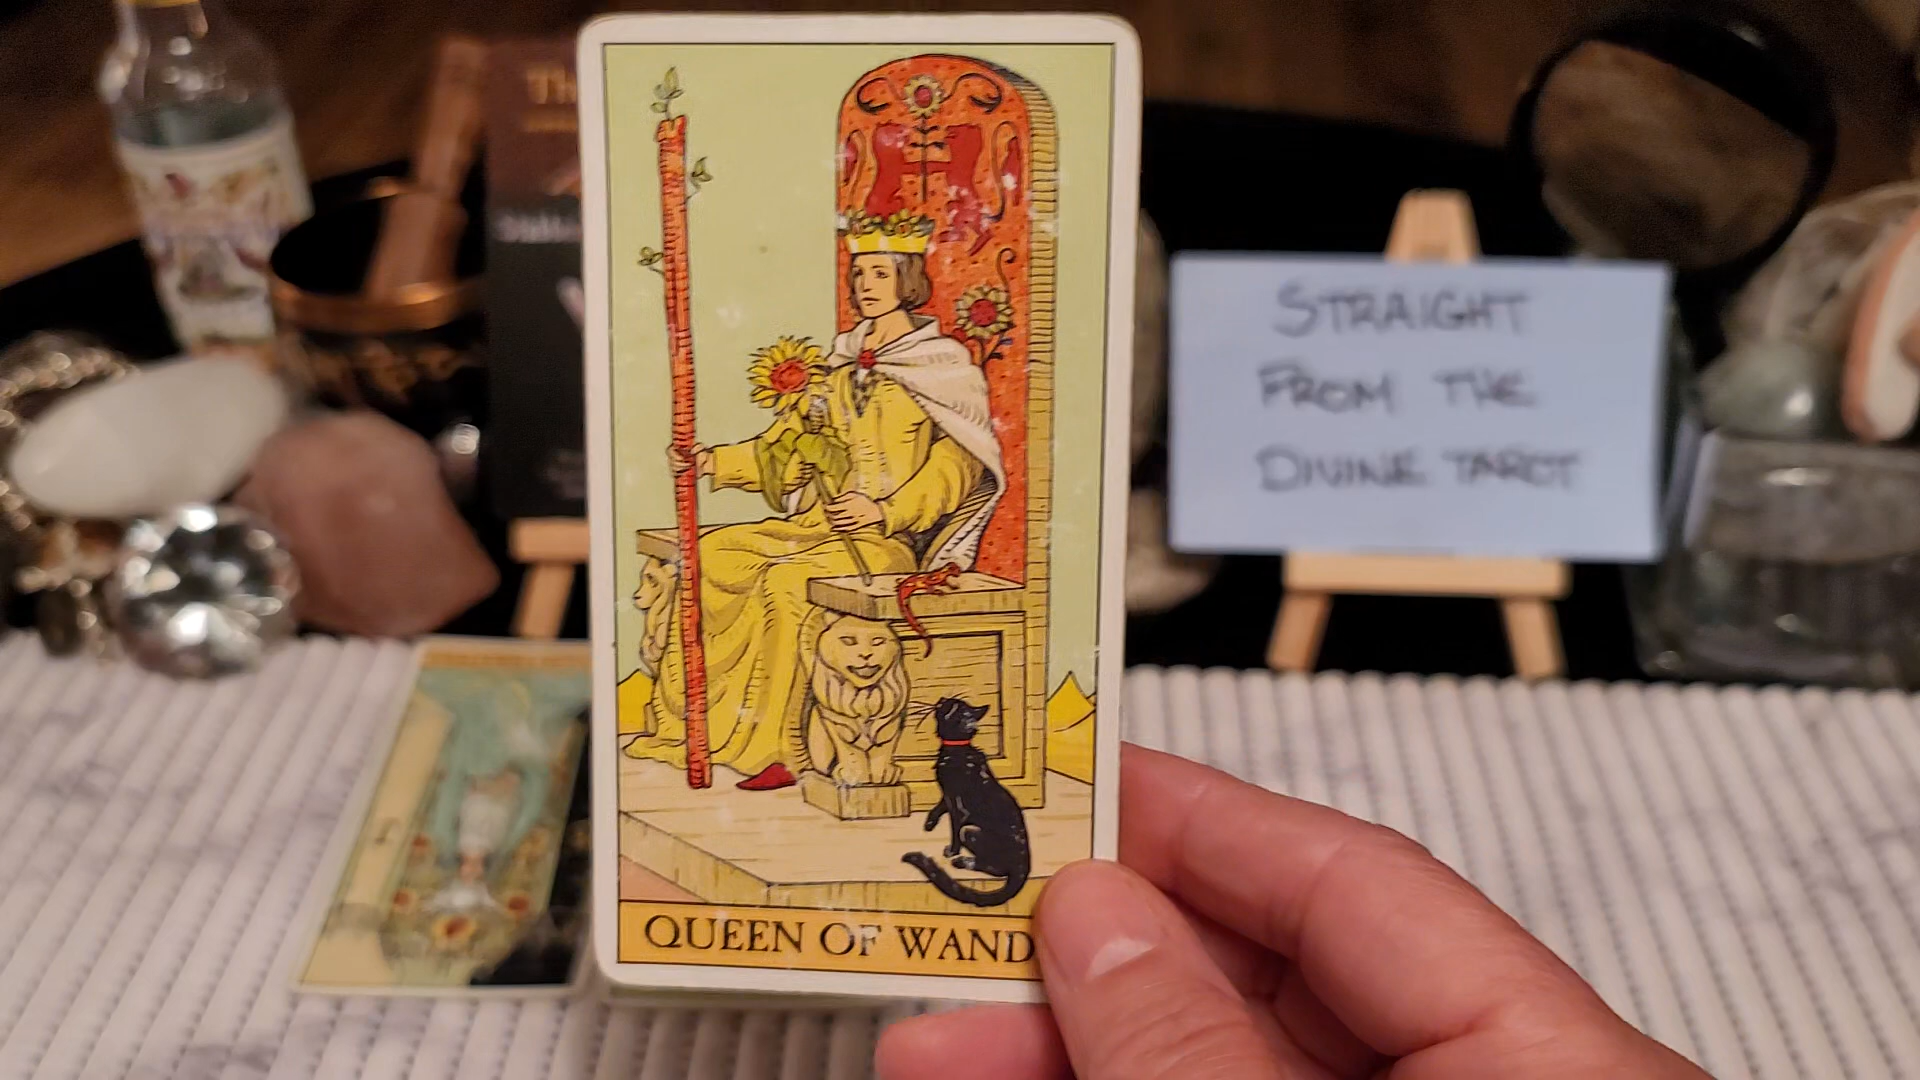 QUEEN OF WAND
STRAIGHT
FROM THE
DIVINE TAROT